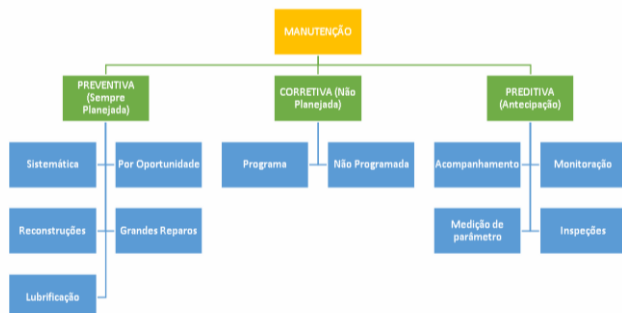 MANUTENÇÃO
PREVENTIVA
(Sempre
Planejada)
CORRETIVA (Não
Planejada)
PREDITIVA
(Antecipação)
Sistemática
Por Oportunidade
Programa
Não Programada
Acompanhamento
Monitoração
Reconstruções
Grandes Reparos
Medição de
parâmetro
Inspeções
Lubrificação